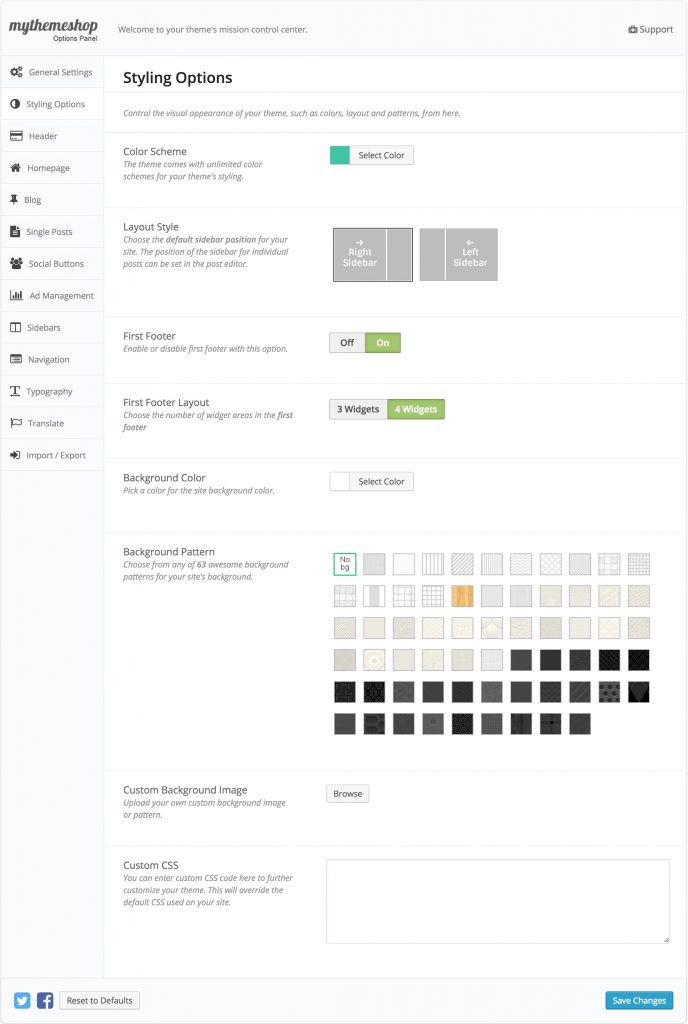 mythemeshop
Options Panel
Welcome to your theme's mission control center.
Support
General Settings
Styling Options
Header
Homepage
Blog
Single Posts
Social Buttons
Ad Management
Sidebars
Navigation
Typography
Translate
Import / Export
Styling Options
Control the visual appearance of your theme, such as colors, layout and patterns, from here.
Color Scheme
The theme comes with unlimited color
schemes for your theme's styling.
Select Color
Layout Style
Choose the default sidebar position for your
site. The position of the sidebar for individual
posts can be set in the post editor.
Right
Sidebar
Left
Sidebar
First Footer
Enable or disable first footer with this option.
Off On
First Footer Layout
Choose the number of widget areas in the first
footer
3 Widgets 4 Widgets
Background Color
Pick a color for the site background color.
Select Color
Background Pattern
Choose from any of 63 awesome background
patterns for your site's background.
No
bg
Custom Background Image
Upload your own custom background image
or pattern.
Browse
Custom CSS
You can enter custom CSS code here to further
customize your theme. This will override the
default CSS used on your site.
Reset to Defaults
Save Changes